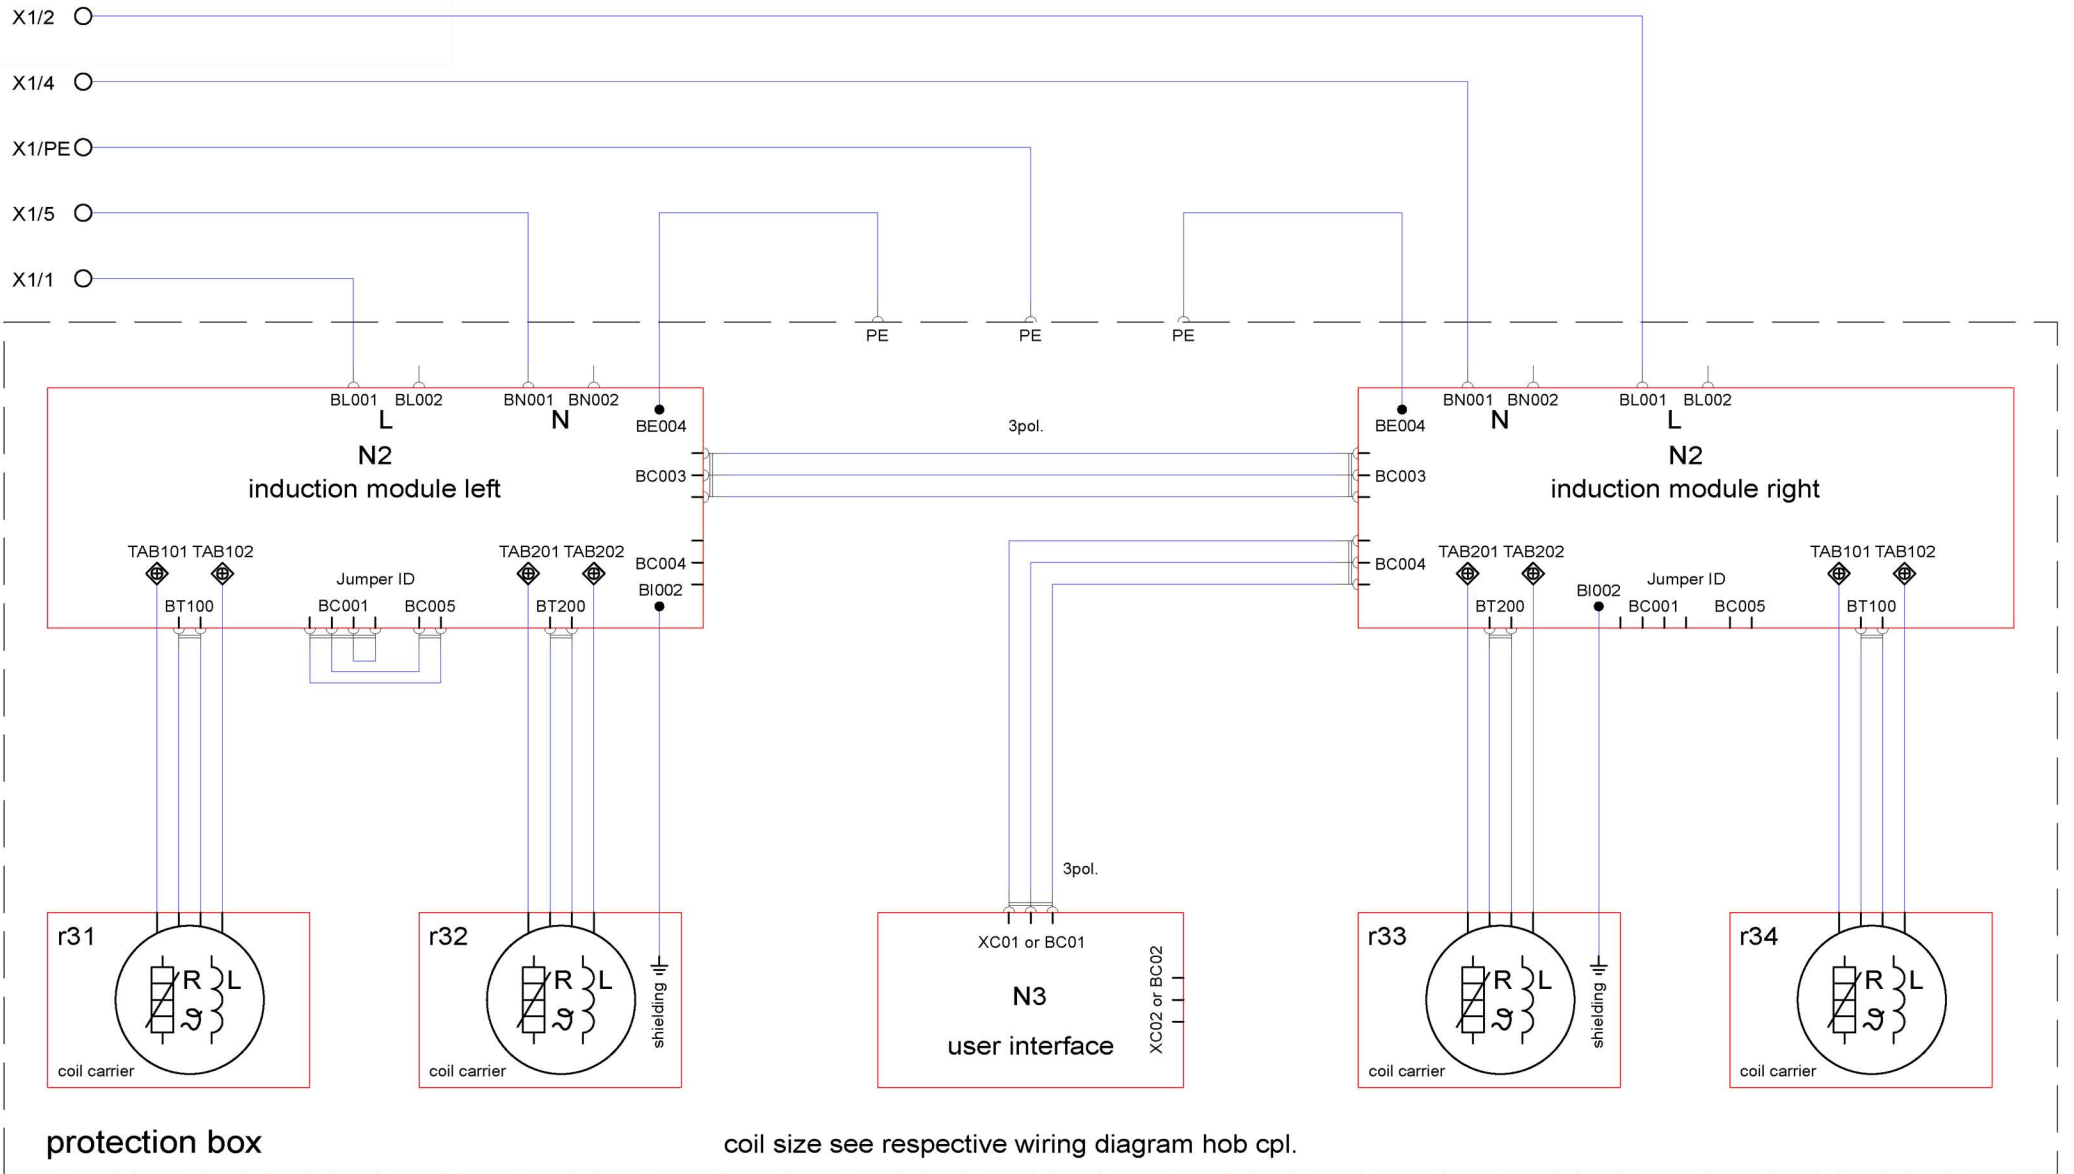 X1/2
X1/4
X1/PE
X1/5
X1/1
PE PE PE
BL001 BL002 BN001 BN002
L N
BE004
N2
induction module left
BC003
3pol.
BN001 BN002 BL001 BL002
N L
BE004
N2
induction module right
BC003
TAB101 TAB102
Jumper ID
TAB201 TAB202
BC004
BI002
BT100 BC001 BC005 BT200
BC004
TAB201 TAB202
BI002
Jumper ID
TAB101 TAB102
BT200 BC001 BC005 BT100
3pol.
r31
R L
ϑ
coil carrier
r32
R L
ϑ
shielding
coil carrier
XC01 or BC01
XC02 or BC02
N3
user interface
r33
R L
ϑ
shielding
coil carrier
r34
R L
ϑ
coil carrier
protection box
coil size see respective wiring diagram hob cpl.